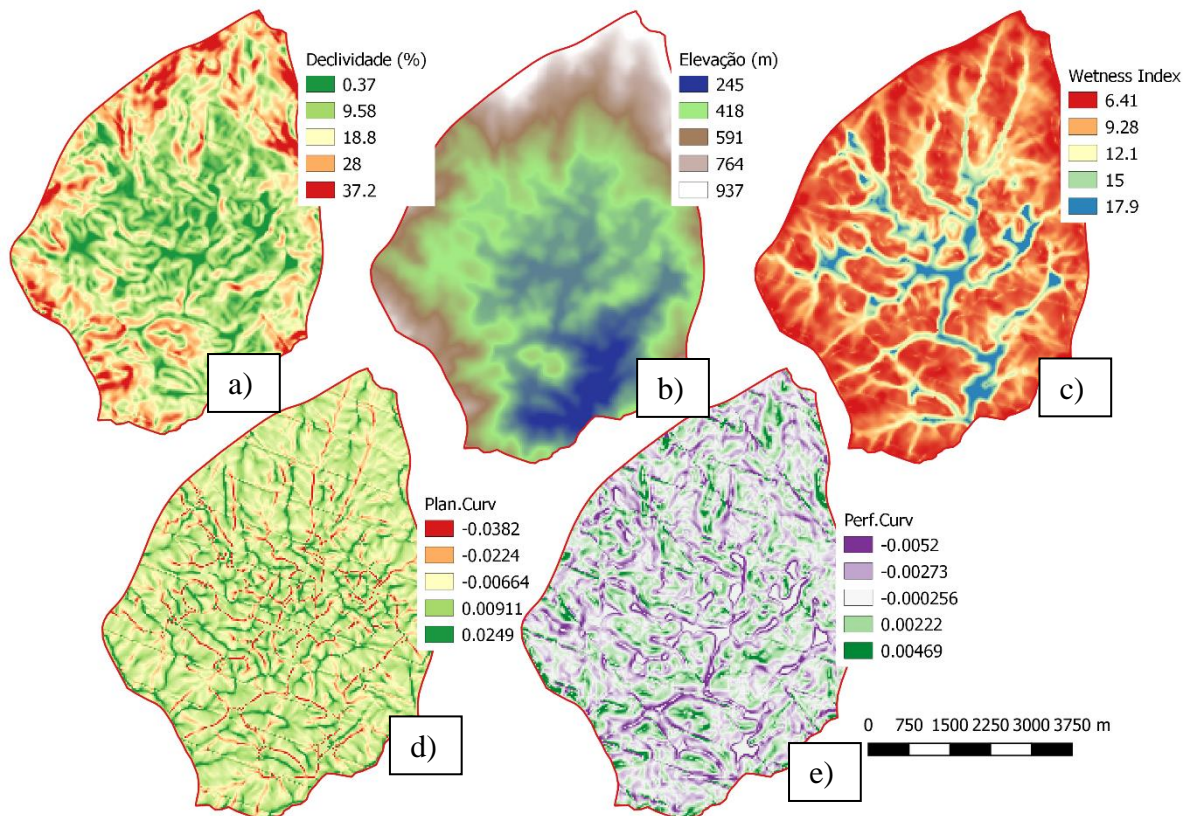 Declividade (%)
0.37
9.58
18.8
28
37.2
a)
Elevação (m)
245
418
591
764
937
b)
Wetness Index
6.41
9.28
12.1
15
17.9
c)
Plan.Curv
-0.0382
-0.0224
-0.00664
0.00911
0.0249
d)
Perf.Curv
-0.0052
-0.00273
-0.000256
0.00222
0.00469
e)
0 750 1500 2250 3000 3750 m